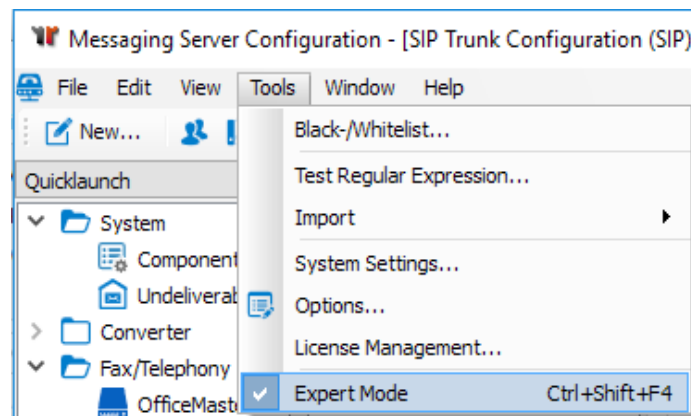 Messaging Server Configuration - [SIP Trunk Configuration (SIP)
File Edit View Tools Window Help
New...
Quicklaunch
System
Component
Undeliverab
Converter
Fax/Telephony
OfficeMaste
Black-/Whitelist...
Test Regular Expression...
Import
System Settings...
Options...
License Management...
Expert Mode Ctrl+Shift+F4